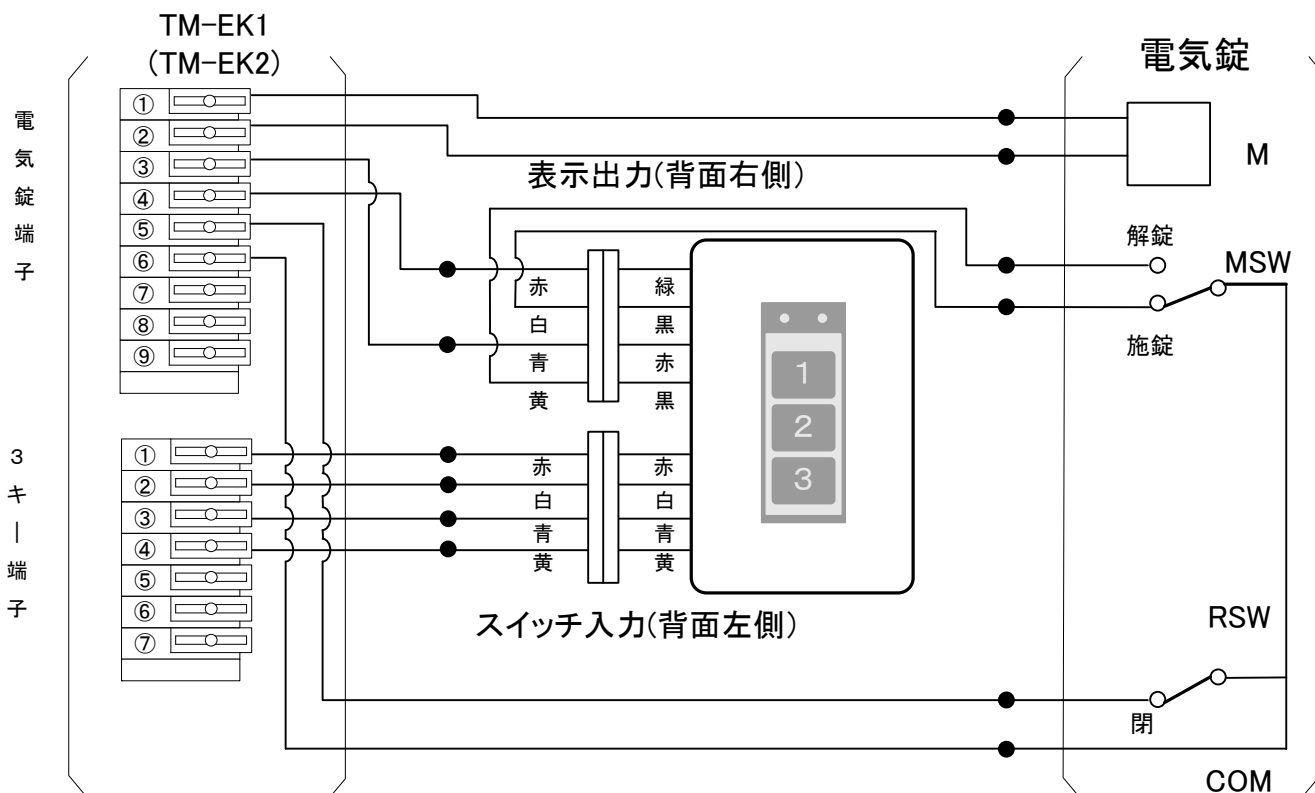 TM-EK1
(TM-EK2)
電気錠
電気錠端子
①
②
③
④
⑤
⑥
⑦
⑧
⑨
M
表示出力(背面右側)
解錠
MSW
施錠
赤 緑
白 黒
青 赤
黄 黒
1
2
3
3キー端子
①
②
③
④
⑤
⑥
⑦
赤 赤
白 白
青 青
黄 黄
スイッチ入力(背面左側)
RSW
閉
COM